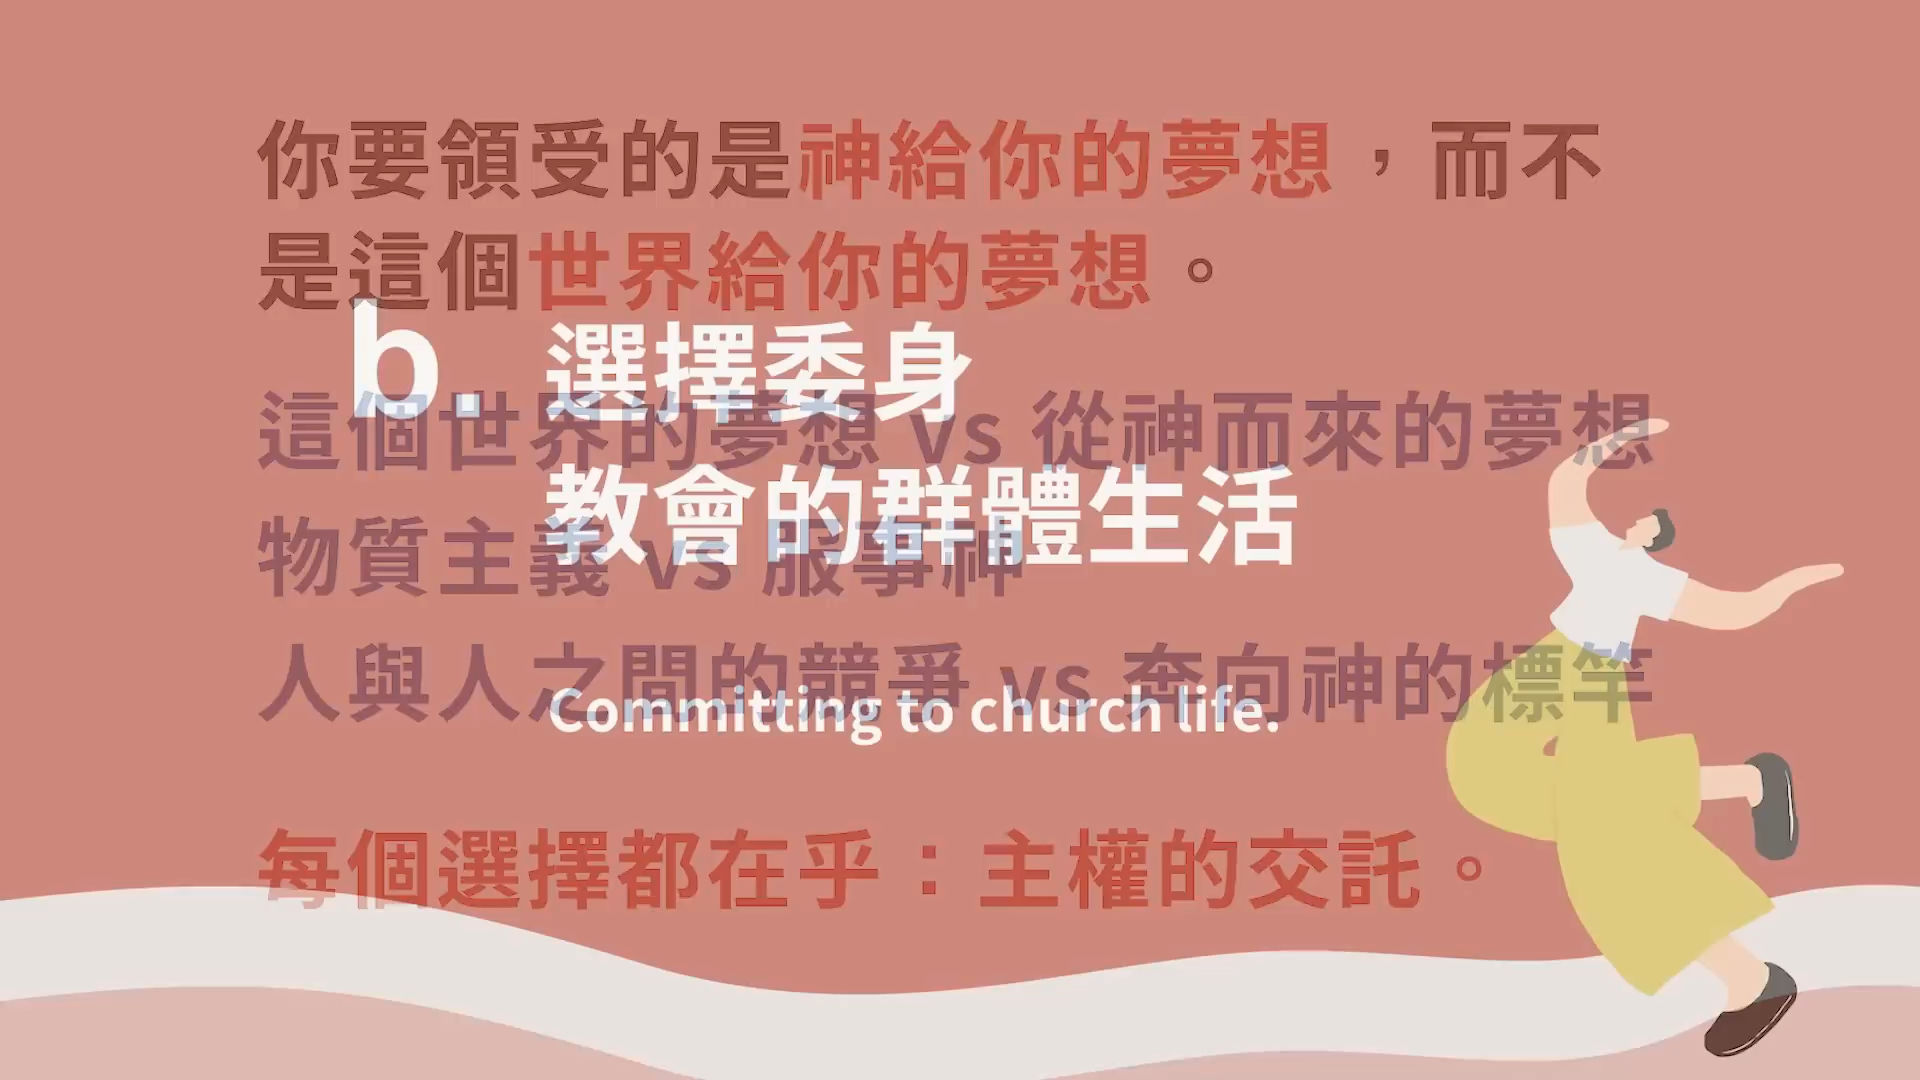 你要領受的是神給你的夢想，而不
是這個世界給你的夢想。
b. 選擇委身
這個世界的夢想 vs 從神而來的夢想
教會的群體生活
物質主義 vs 服事神
人與人之間的競爭 vs 奔向神的標竿
Committing to church life.
每個選擇都在乎：主權的交託。